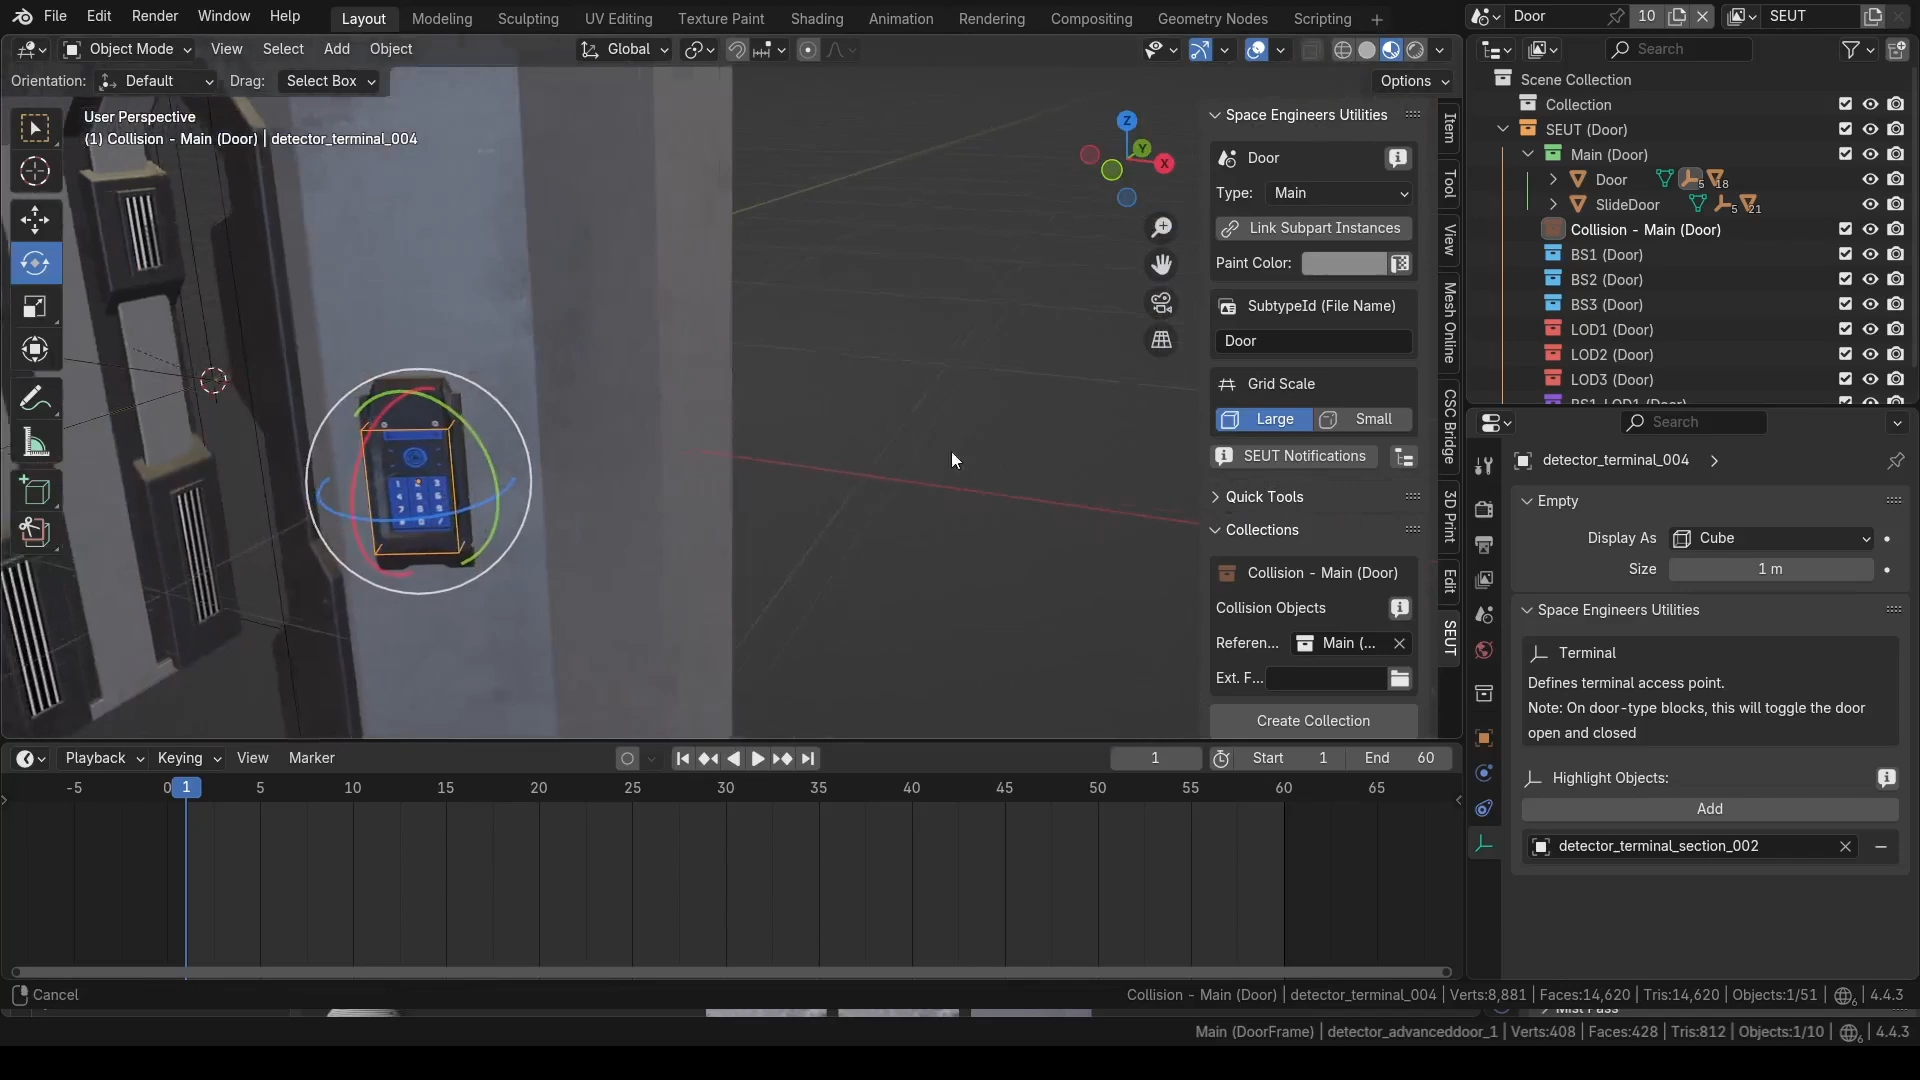 File Edit Render Window Help Layout Modeling Sculpting UV Editing Texture Paint Shading Animation Rendering Compositing Geometry Nodes Scripting Door 10 SEUT
Object Mode View Select Add Object Global Search
Orientation: Default Drag: Select Box Options
User Perspective
(1) Collision - Main (Door) | detector_terminal_004
Z
Y
X
Space Engineers Utilities
Door
Type: Main
Link Subpart Instances
Paint Color:
SubtypeId (File Name)
Door
Grid Scale
Large Small
SEUT Notifications
Quick Tools
Collections
Collision - Main (Door)
Collision Objects
Referen... Main (...
Ext. F...
Create Collection
Item
Tool
View
Mesh Online
CSC Bridge
3D Print
Edit
SEUT
Scene Collection
Collection
SEUT (Door)
Main (Door)
Door 5 18
SlideDoor 5 21
Collision - Main (Door)
BS1 (Door)
BS2 (Door)
BS3 (Door)
LOD1 (Door)
LOD2 (Door)
LOD3 (Door)
Search
detector_terminal_004
Empty
Display As Cube
Size 1 m
Space Engineers Utilities
Terminal
Defines terminal access point.
Note: On door-type blocks, this will toggle the door
open and closed
Highlight Objects:
Add
detector_terminal_section_002
Playback Keying View Marker 1 Start 1 End 60
-5 0 1 5 10 15 20 25 30 35 40 45 50 55 60 65
Cancel Collision - Main (Door) | detector_terminal_004 | Verts:8,881 | Faces:14,620 | Tris:14,620 | Objects:1/51 | 4.4.3
Main (DoorFrame) | detector_advanceddoor_1 | Verts:408 | Faces:428 | Tris:812 | Objects:1/10 | 4.4.3